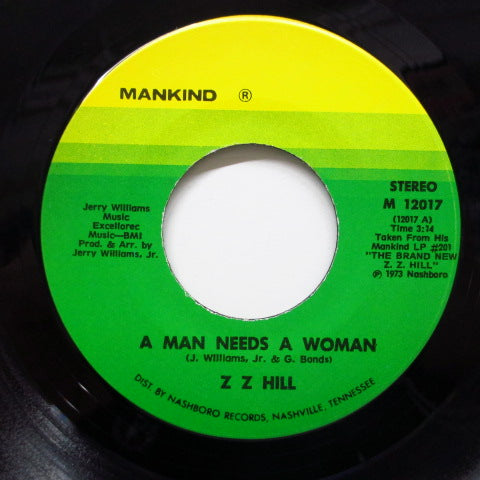 MANKIND ®
Jerry Williams
Music
Excellorec
Music—BMI
Prod. & Arr. by
Jerry Williams, Jr.
STEREO
M 12017
(12017 A)
Time 3:14
Taken From His
Mankind LP #201
"THE BRAND NEW
Z. Z. HILL"
℗ 1973 Nashboro
A MAN NEEDS A WOMAN
(J. Williams, Jr. & G. Bonds)
Z Z HILL
DIST. BY NASHBORO RECORDS, NASHVILLE, TENNESSEE